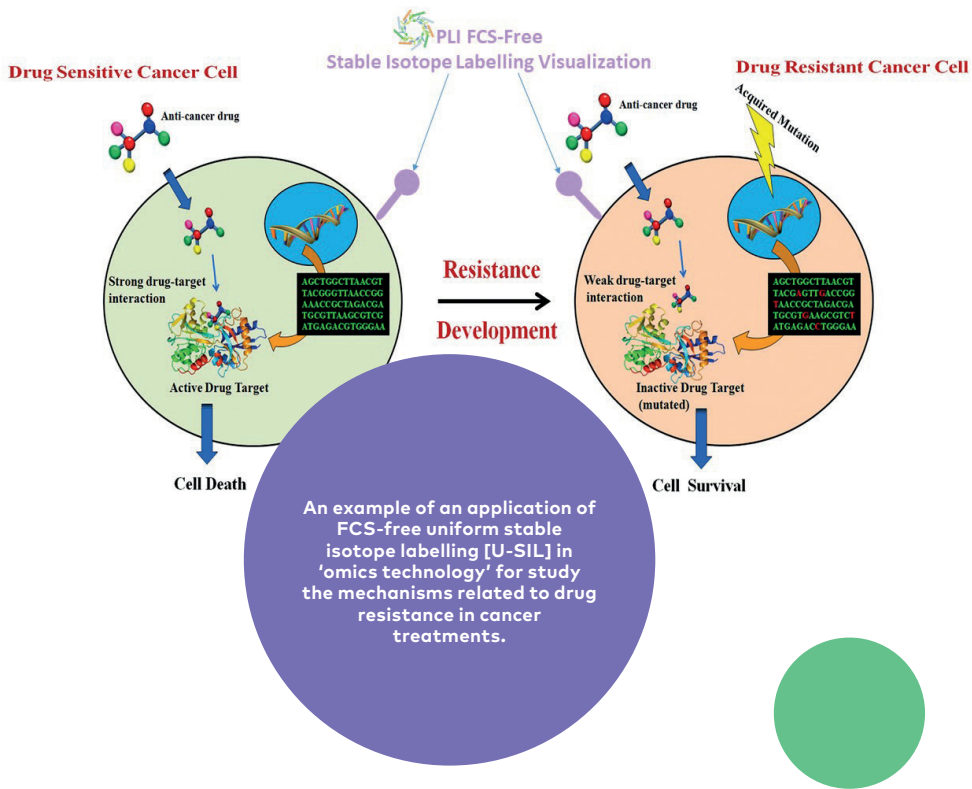 PLI FCS-Free
Stable Isotope Labelling Visualization
Drug Sensitive Cancer Cell
Anti-cancer drug
Strong drug-target
interaction
AGCTGGCTTAACGT
TACGGGTTAACCGG
AAACCGCTAGACGA
TGCGTTAAGCGTCG
ATGAGACGTGGGAA
Active Drug Target
Cell Death
Resistance
Development
Drug Resistant Cancer Cell
Acquired Mutation
Anti-cancer drug
Weak drug-target
interaction
AGCTGGCTTAACGT
TACGAGTTGACCGG
TAACCGCTAGACGA
TGCGTGAAGCGTCT
ATGAGACCTGGGAA
Inactive Drug Target
(mutated)
Cell Survival
An example of an application of
FCS-free uniform stable
isotope labelling [U-SIL] in
‘omics technology’ for study
the mechanisms related to drug
resistance in cancer
treatments.